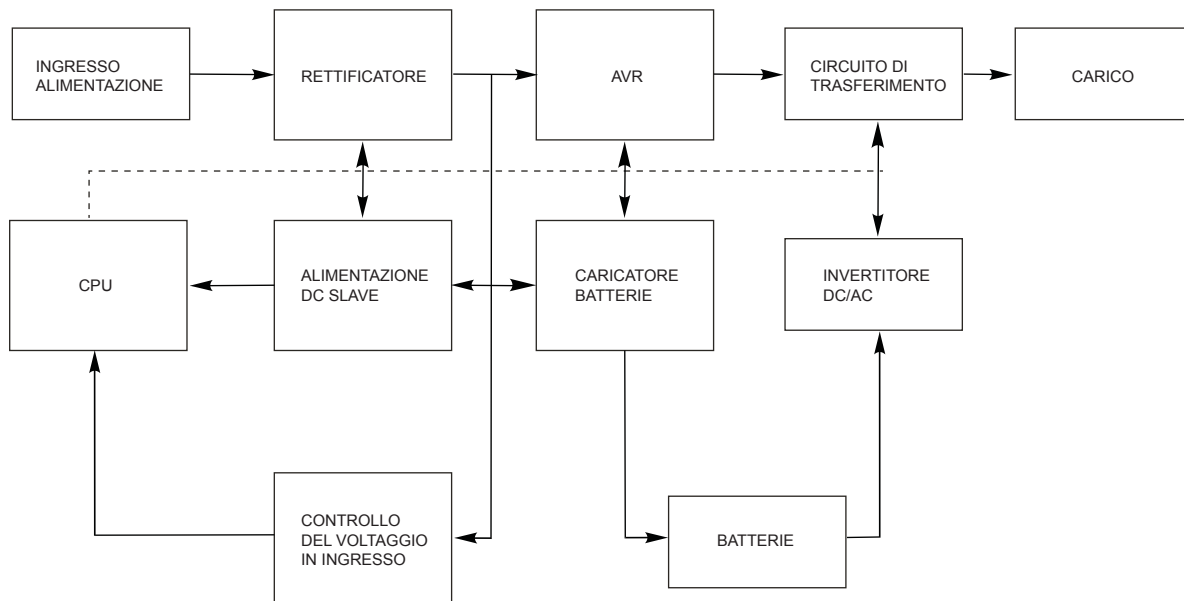 INGRESSO
ALIMENTAZIONE
RETTIFICATORE
AVR
CIRCUITO DI
TRASFERIMENTO
CARICO
CPU
ALIMENTAZIONE
DC SLAVE
CARICATORE
BATTERIE
INVERTITORE
DC/AC
CONTROLLO
DEL VOLTAGGIO
IN INGRESSO
BATTERIE